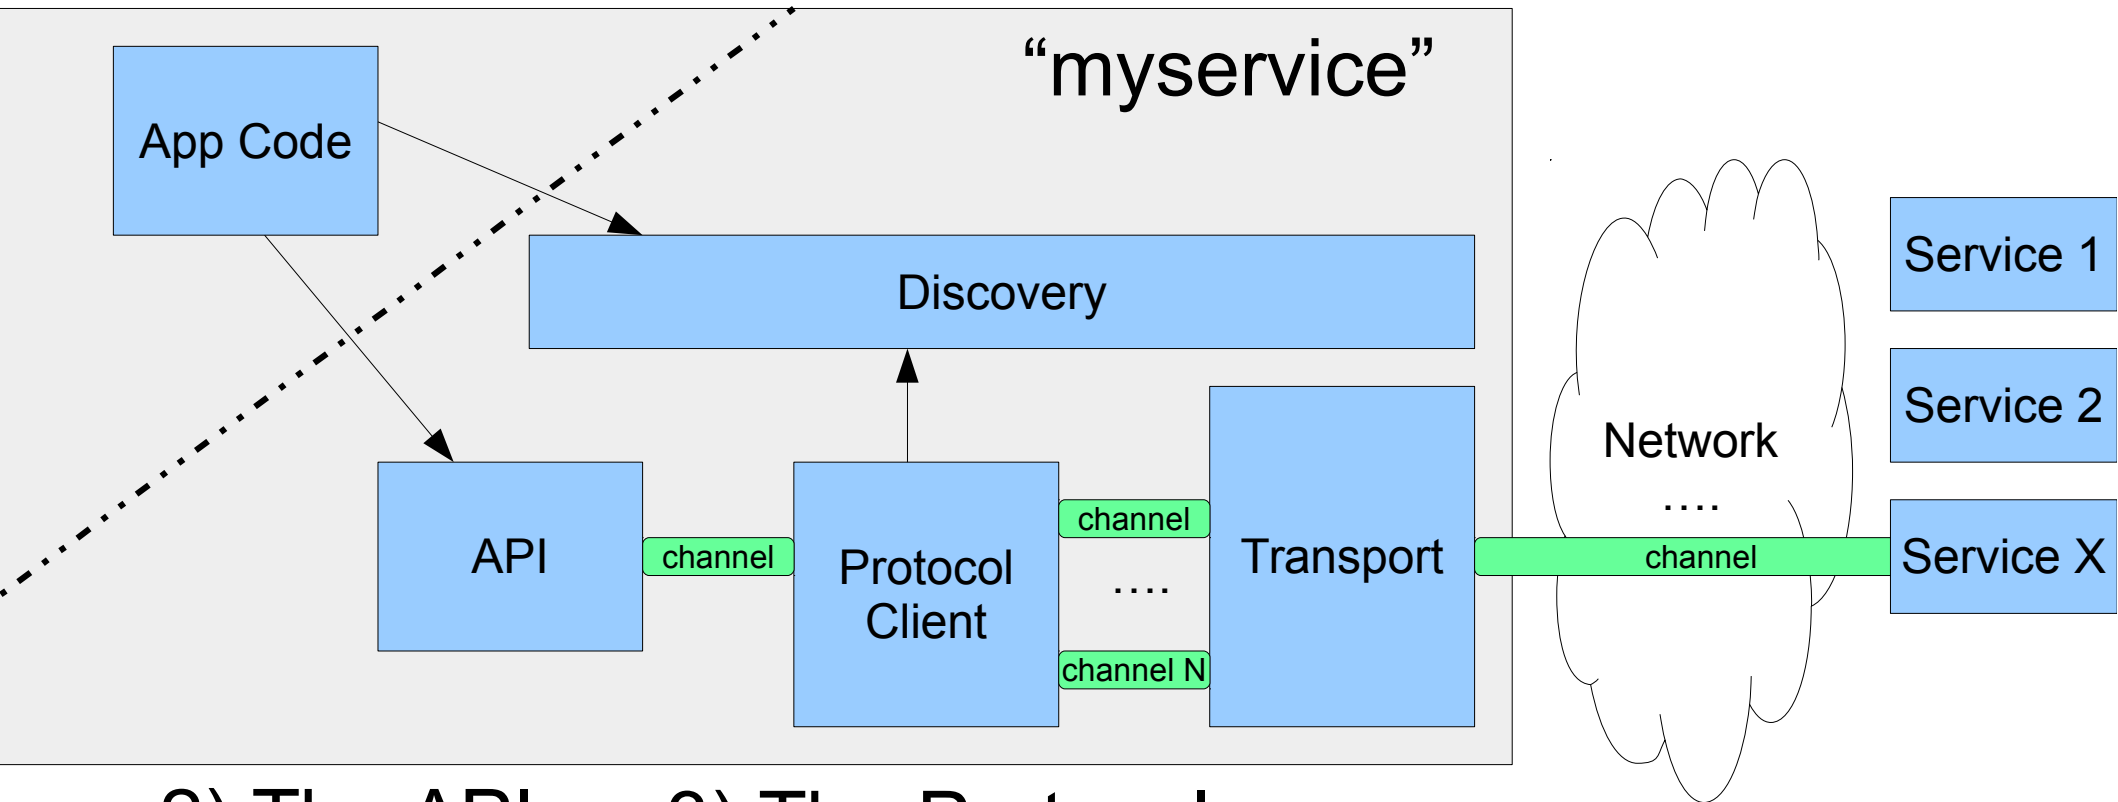 “myservice”
App Code
Discovery
Service 1
Service 2
Network
....
API
channel
Protocol
Client
channel
....
channel N
Transport
channel
Service X